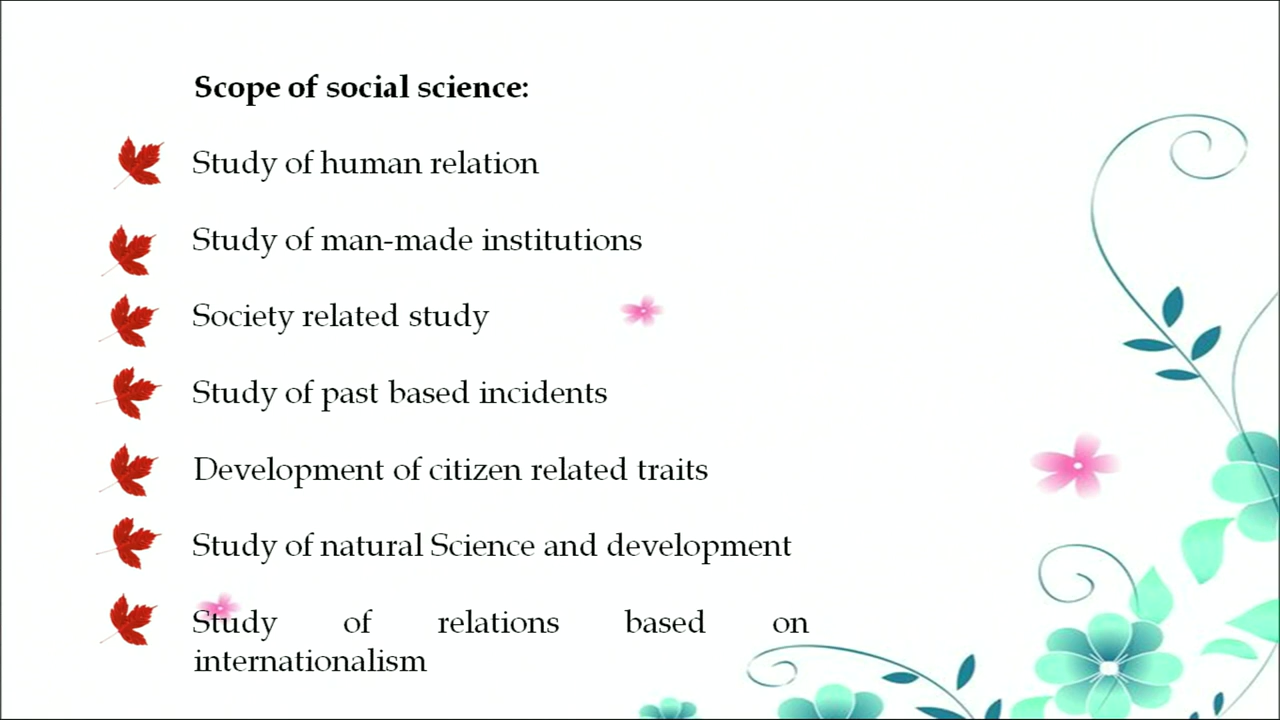 Scope of social science:
Study of human relation
Study of man-made institutions
Society related study
Study of past based incidents
Development of citizen related traits
Study of natural Science and development
Study of relations based on
internationalism